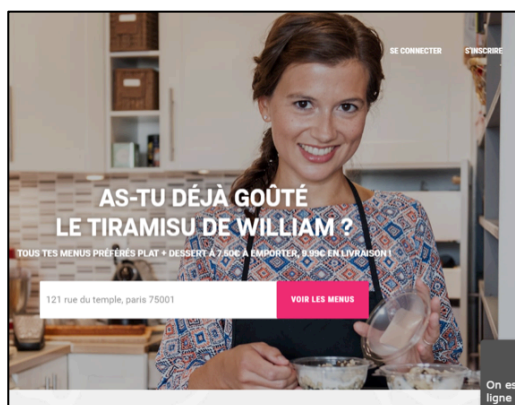 SE CONNECTER S'INSCRIRE
AS-TU DÉJÀ GOÛTÉ
LE TIRAMISU DE WILLIAM ?
TOUS TES MENUS PRÉFÉRÉS PLAT + DESSERT À 7.50€ À EMPORTER, 9.99€ EN LIVRAISON !
121 rue du temple, paris 75001 VOIR LES MENUS
On es
ligne